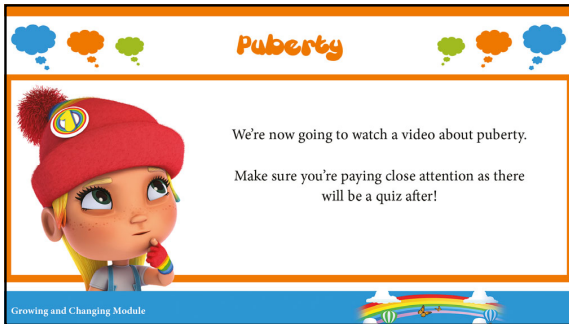 Puberty
We're now going to watch a video about puberty.
Make sure you're paying close attention as there
will be a quiz after!
Growing and Changing Module